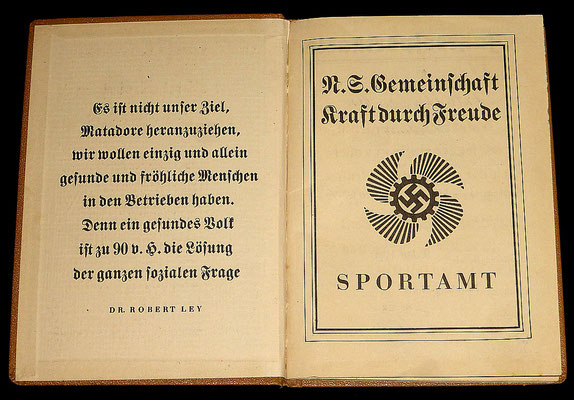 Es ist nicht unser Ziel,
Matadore heranzuziehen,
wir wollen einzig und allein
gesunde und fröhliche Menschen
in den Betrieben haben.
Denn ein gesundes Volk
ist zu 90 v. H. die Lösung
der ganzen sozialen Frage
DR. ROBERT LEY
N.S. Gemeinschaft
Kraft durch Freude
SPORTAMT